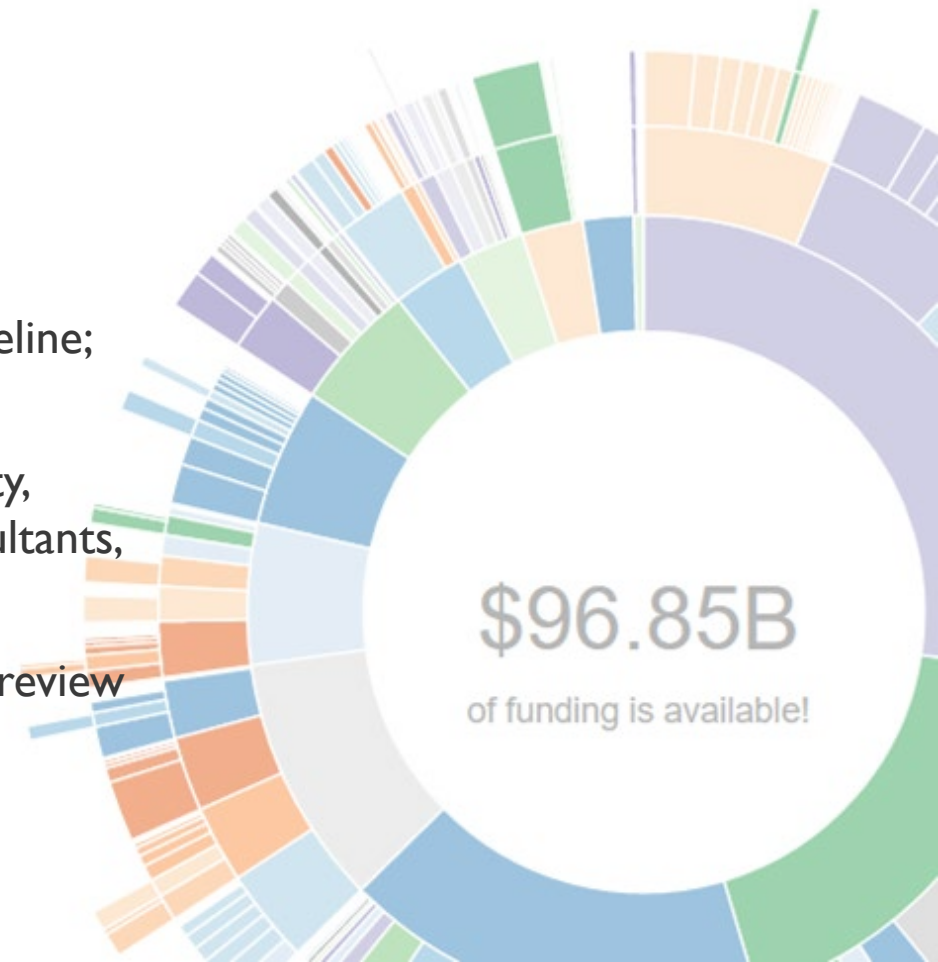 eline;
ty,
ultants,
review
$96.85B
of funding is available!